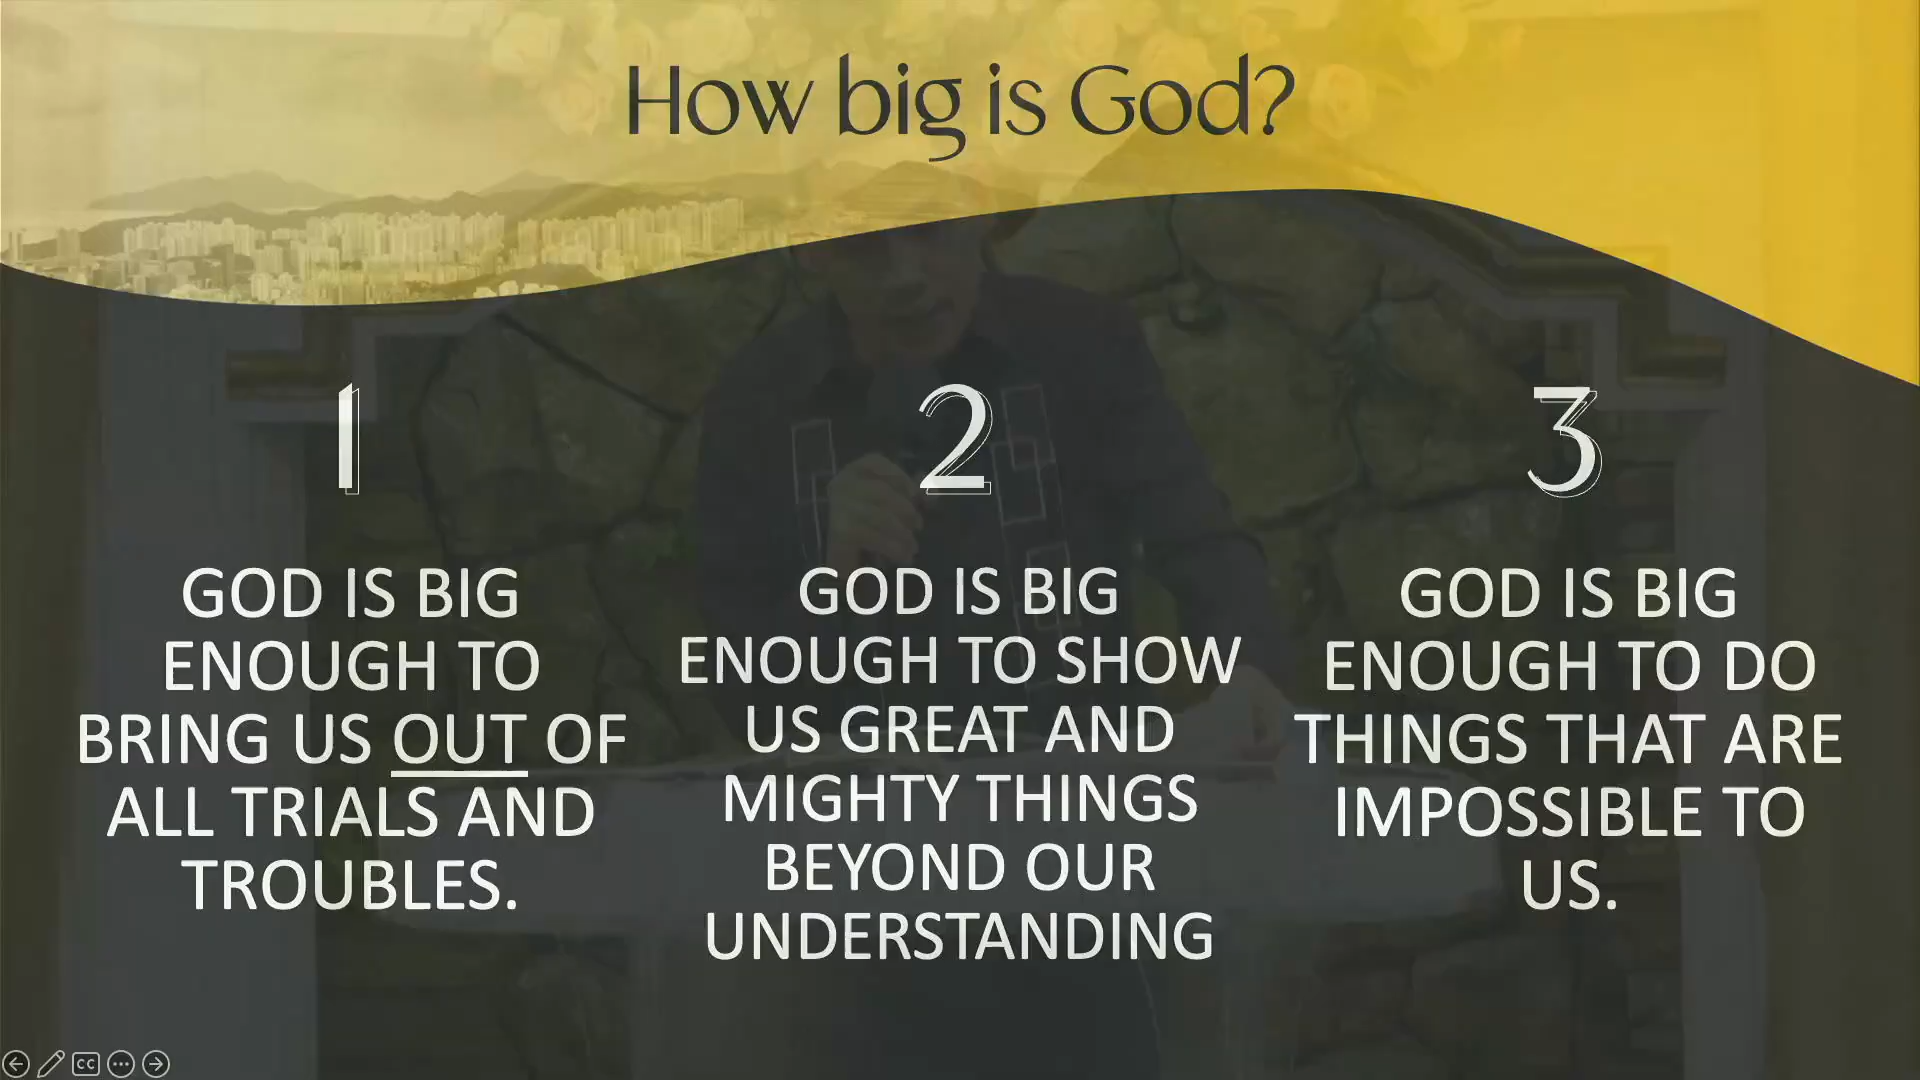 How big is God?
1
GOD IS BIG
ENOUGH TO
BRING US OUT OF
ALL TRIALS AND
TROUBLES.
2
GOD IS BIG
ENOUGH TO SHOW
US GREAT AND
MIGHTY THINGS
BEYOND OUR
UNDERSTANDING
3
GOD IS BIG
ENOUGH TO DO
THINGS THAT ARE
IMPOSSIBLE TO
US.
CC